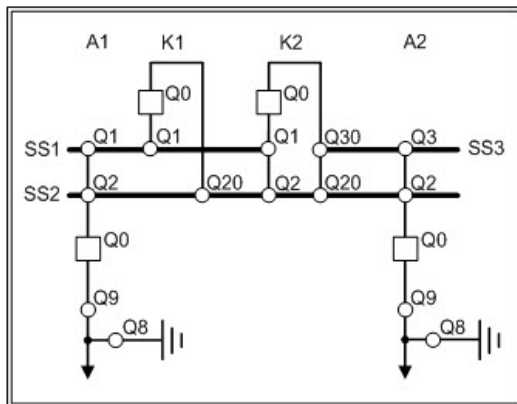 A1 K1 K2 A2
Q0 Q0
SS1 Q1 Q1 Q1 Q30 Q3 SS3
SS2 Q2 Q20 Q2 Q20 Q2
Q0 Q0
Q9 Q9
Q8 Q8